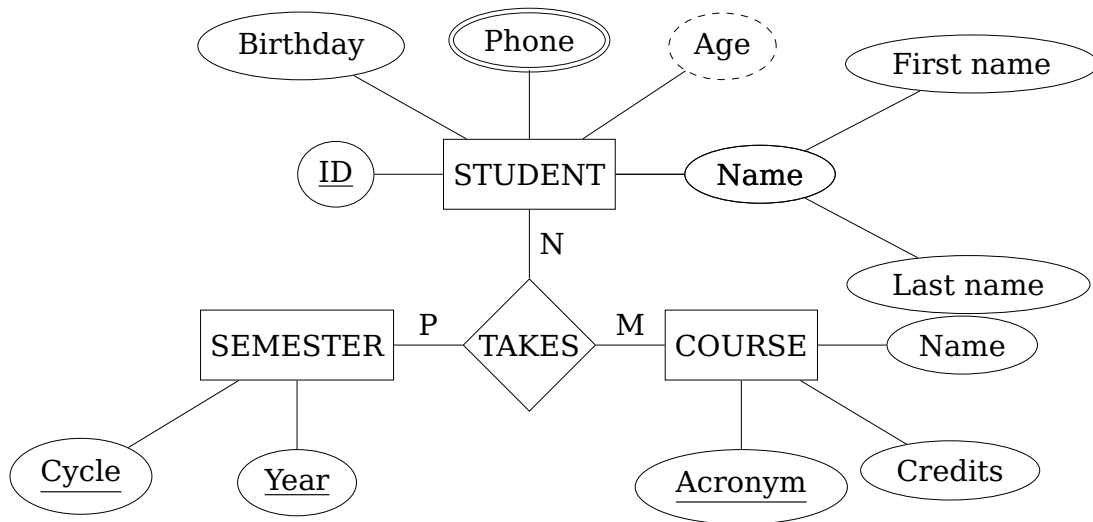 Birthday
Phone
Age
First name
ID
STUDENT
Name
Last name
N
SEMESTER
P
TAKES
M
COURSE
Name
Cycle
Year
Acronym
Credits